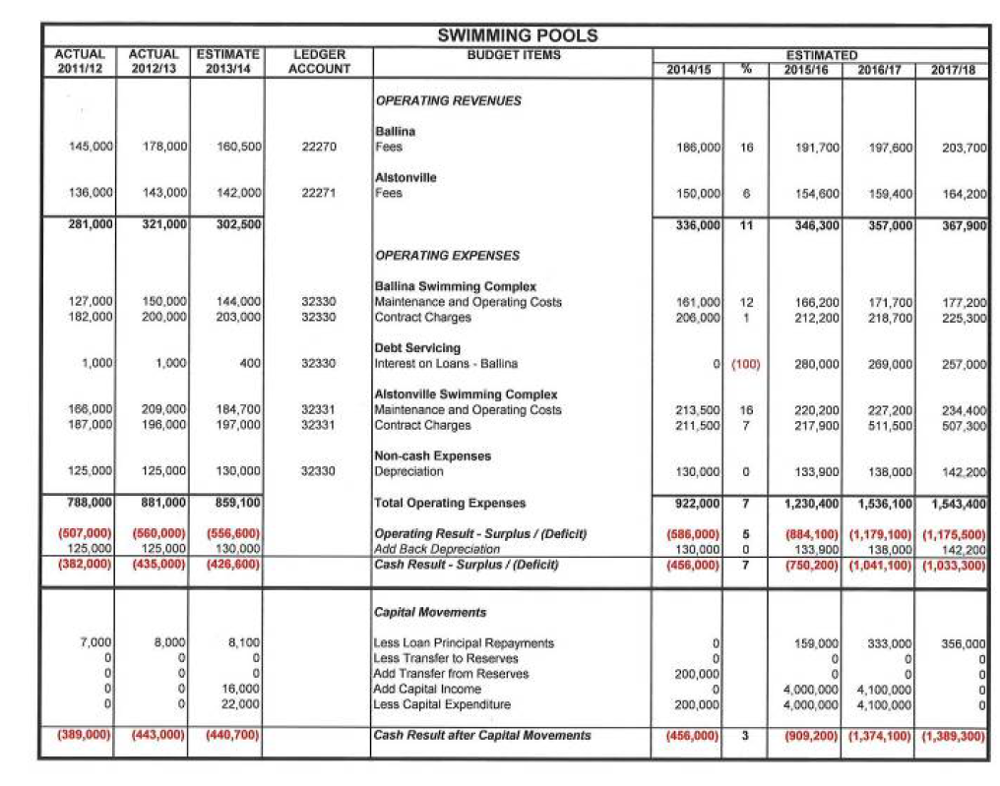 SWIMMING POOLS
ACTUAL ACTUAL ESTIMATE LEDGER BUDGET ITEMS ESTIMATED
2011/12 2012/13 2013/14 ACCOUNT 2014/15 % 2015/16 2016/17 2017/18
OPERATING REVENUES
Ballina
145,000 178,000 160,500 22270 Fees 186,000 16 191,700 197,600 203,700
Alstonville
136,000 143,000 142,000 22271 Fees 150,000 6 154,600 159,400 164,200
281,000 321,000 302,500 336,000 11 346,300 357,000 367,900
OPERATING EXPENSES
Ballina Swimming Complex
127,000 150,000 144,000 32330 Maintenance and Operating Costs 161,000 12 166,200 171,700 177,200
182,000 200,000 203,000 32330 Contract Charges 206,000 1 212,200 218,700 225,300
Debt Servicing
1,000 1,000 400 32330 Interest on Loans - Ballina 0 (100) 280,000 269,000 257,000
Alstonville Swimming Complex
166,000 209,000 184,700 32331 Maintenance and Operating Costs 213,500 16 220,200 227,200 234,400
187,000 196,000 197,000 32331 Contract Charges 211,500 7 217,900 511,500 507,300
Non-cash Expenses
125,000 125,000 130,000 32330 Depreciation 130,000 0 133,900 138,000 142,200
788,000 881,000 859,100 Total Operating Expenses 922,000 7 1,230,400 1,536,100 1,543,400
(507,000) (560,000) (556,600) Operating Result - Surplus / (Deficit) (586,000) 5 (884,100) (1,179,100) (1,175,500)
125,000 125,000 130,000 Add Back Depreciation 130,000 0 133,900 138,000 142,200
(382,000) (435,000) (426,600) Cash Result - Surplus / (Deficit) (456,000) 7 (750,200) (1,041,100) (1,033,300)
Capital Movements
7,000 8,000 8,100 Less Loan Principal Repayments 0 159,000 333,000 356,000
0 0 0 Less Transfer to Reserves 0 0 0 0
0 0 0 Add Transfer from Reserves 200,000 0 0 0
0 0 16,000 Add Capital Income 0 4,000,000 4,100,000 0
0 0 22,000 Less Capital Expenditure 200,000 4,000,000 4,100,000 0
(389,000) (443,000) (440,700) Cash Result after Capital Movements (456,000) 3 (909,200) (1,374,100) (1,389,300)